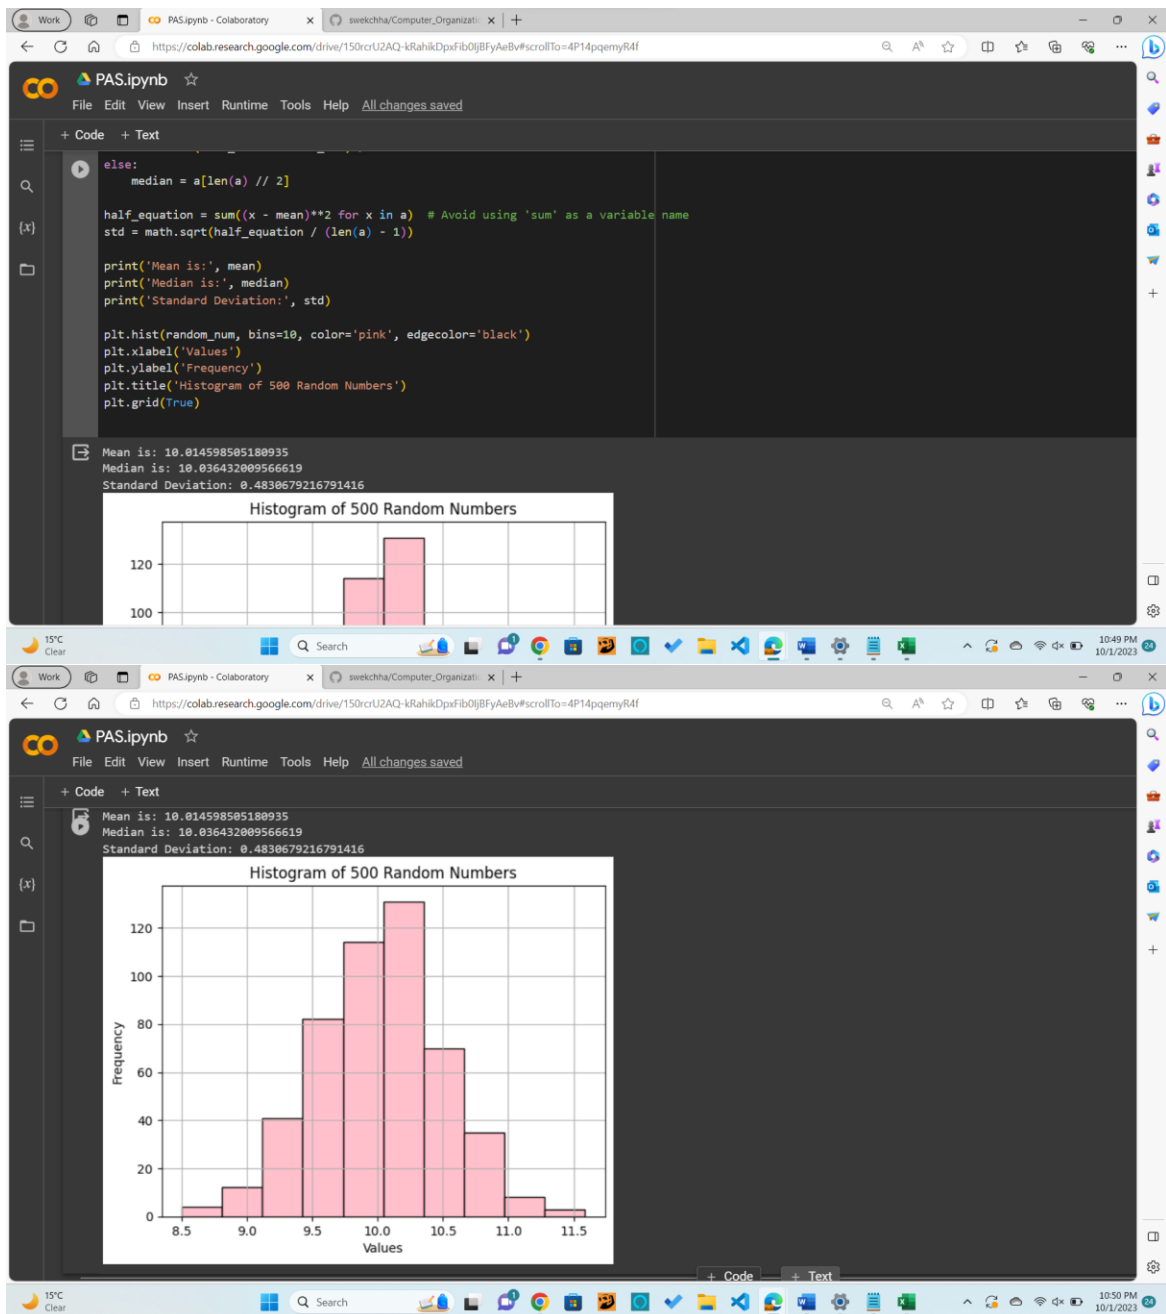 Work
PAS.ipynb - Colaboratory
swekchha/Computer_Organizatio
https://colab.research.google.com/drive/150rcrU2AQ-kRahikDpxFib0IjBFyAeBv#scrollTo=4P14pqemyR4f
PAS.ipynb
File Edit View Insert Runtime Tools Help All changes saved
+ Code + Text
else:
median = a[len(a) // 2]
half_equation = sum((x - mean)**2 for x in a)  # Avoid using 'sum' as a variable name
std = math.sqrt(half_equation / (len(a) - 1))
print('Mean is:', mean)
print('Median is:', median)
print('Standard Deviation:', std)
plt.hist(random_num, bins=10, color='pink', edgecolor='black')
plt.xlabel('Values')
plt.ylabel('Frequency')
plt.title('Histogram of 500 Random Numbers')
plt.grid(True)
Mean is: 10.014598505180935
Median is: 10.036432009566619
Standard Deviation: 0.4830679216791416
Histogram of 500 Random Numbers
120
100
15°C
Clear
Search
10:49 PM
10/1/2023
24
Work
PAS.ipynb - Colaboratory
swekchha/Computer_Organizatio
https://colab.research.google.com/drive/150rcrU2AQ-kRahikDpxFib0IjBFyAeBv#scrollTo=4P14pqemyR4f
PAS.ipynb
File Edit View Insert Runtime Tools Help All changes saved
+ Code + Text
Mean is: 10.014598505180935
Median is: 10.036432009566619
Standard Deviation: 0.4830679216791416
Histogram of 500 Random Numbers
120
100
80
60
40
20
0
Frequency
8.5 9.0 9.5 10.0 10.5 11.0 11.5
Values
+ Code + Text
15°C
Clear
Search
10:50 PM
10/1/2023
24